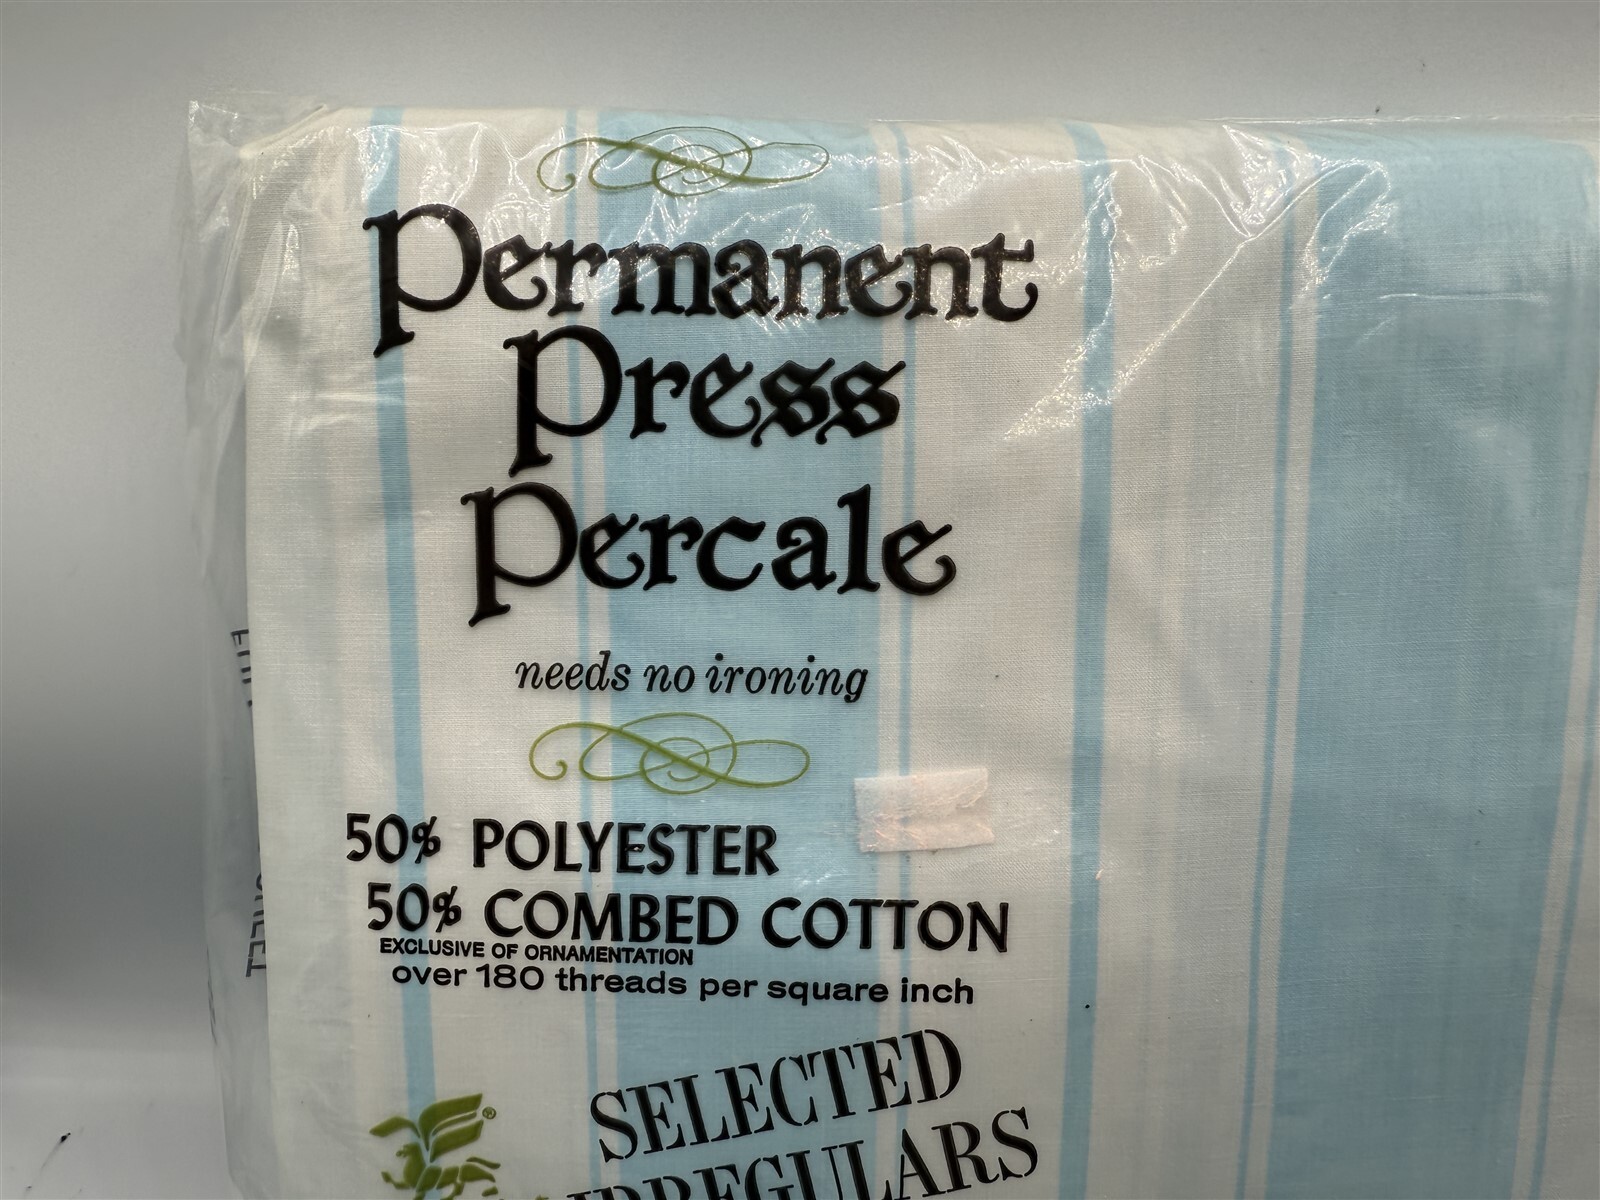 Permanent
Press
Percale
needs no ironing
50% POLYESTER
50% COMBED COTTON
EXCLUSIVE OF ORNAMENTATION
over 180 threads per square inch
SELECTED
IRREGULARS
®